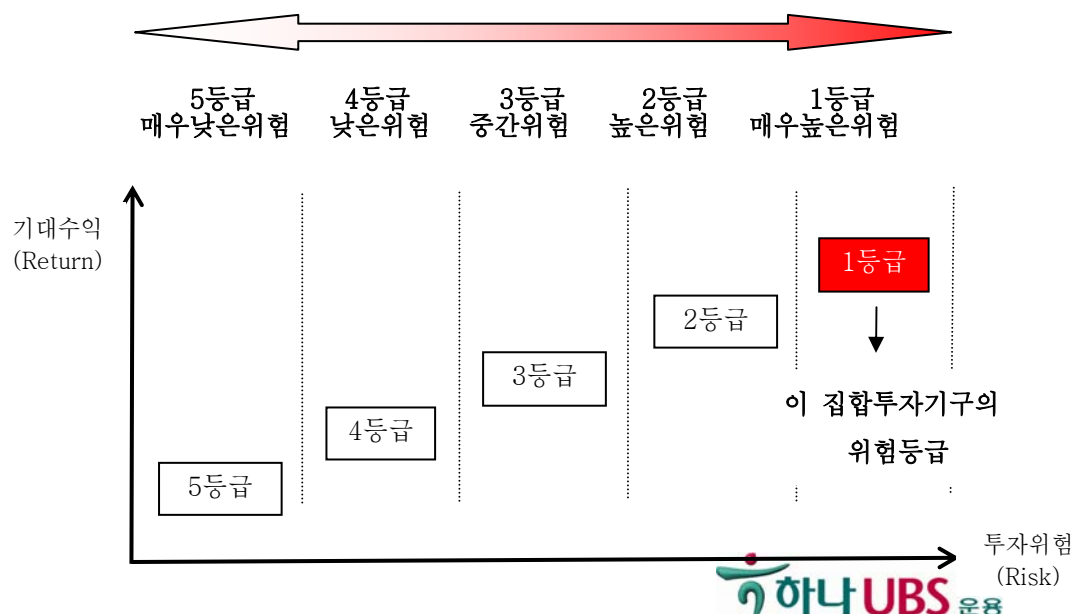 5등급 4등급 3등급 2등급 1등급
매우낮은위험 낮은위험 중간위험 높은위험 매우높은위험
기대수익
(Return)
1등급
2등급
3등급
이 집합투자기구의
4등급
위험등급
5등급
투자위험
(Risk)
하나 UBS 운용